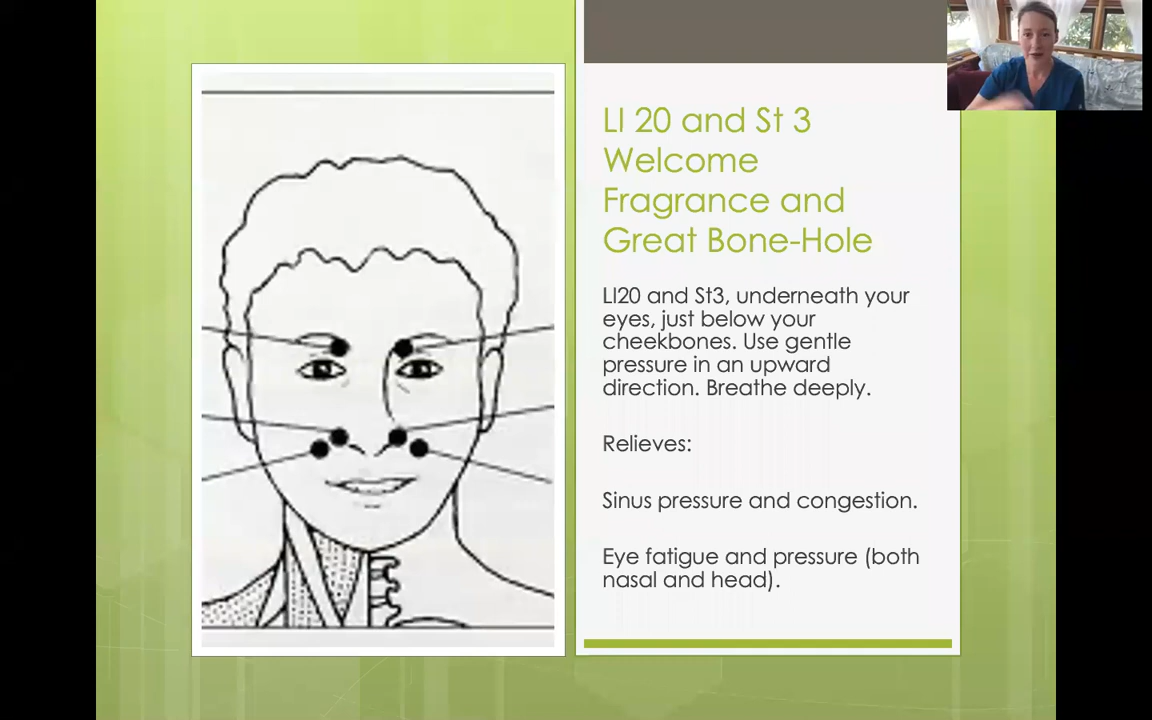 LI 20 and St 3
Welcome
Fragrance and
Great Bone-Hole
LI20 and St3, underneath your
eyes, just below your
cheekbones. Use gentle
pressure in an upward
direction. Breathe deeply.
Relieves:
Sinus pressure and congestion.
Eye fatigue and pressure (both
nasal and head).